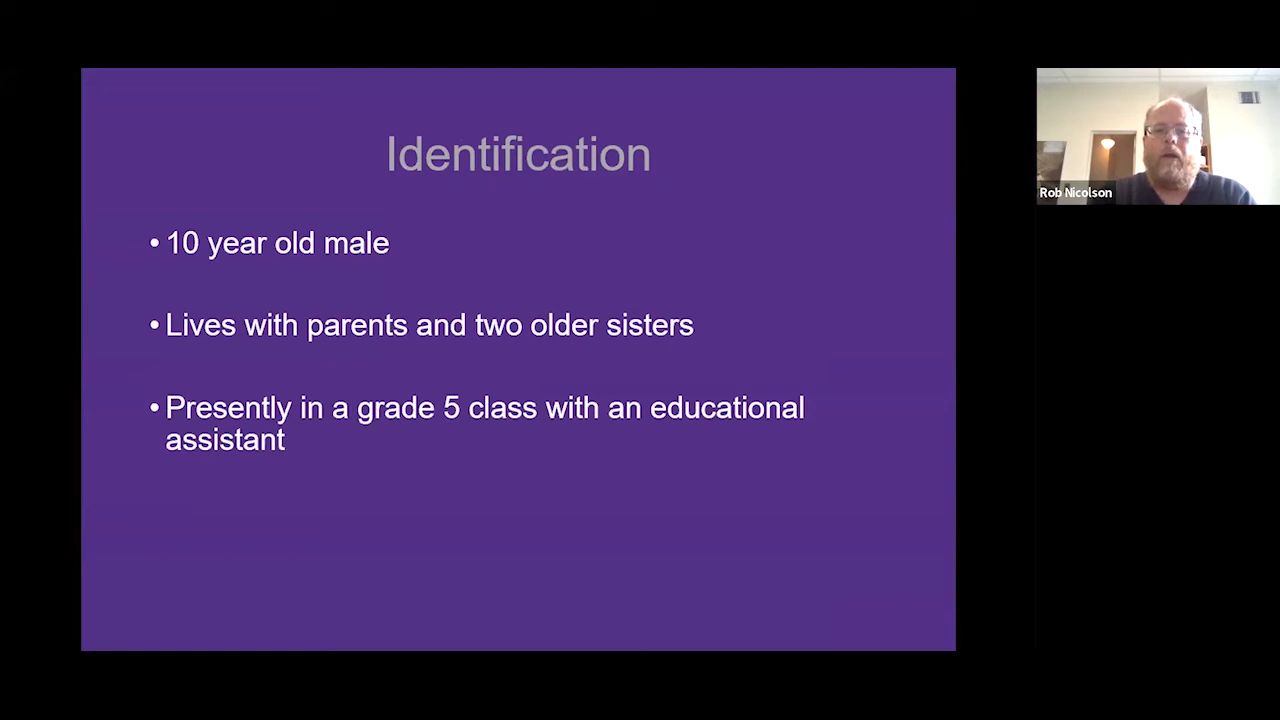 Identification
• 10 year old male
• Lives with parents and two older sisters
• Presently in a grade 5 class with an educational
assistant
Rob Nicolson